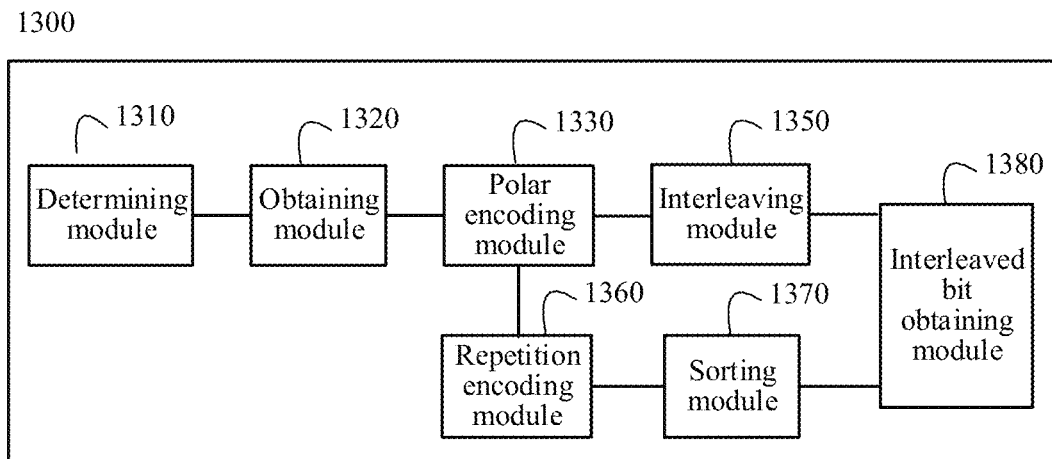 1300
1310
1320
1330
1350
1380
Determining
module
Obtaining
module
Polar
encoding
module
Interleaving
module
Interleaved
bit
obtaining
module
1360
1370
Repetition
encoding
module
Sorting
module